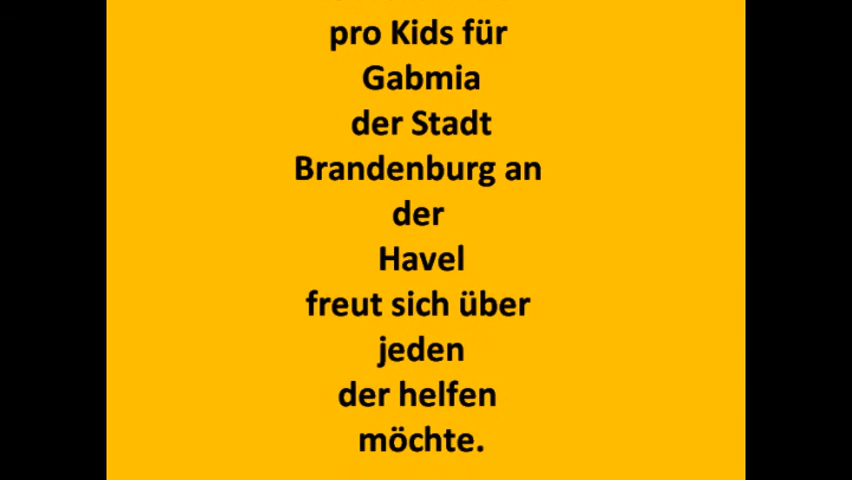 pro Kids für
Gabmia
der Stadt
Brandenburg an
der
Havel
freut sich über
jeden
der helfen
möchte.